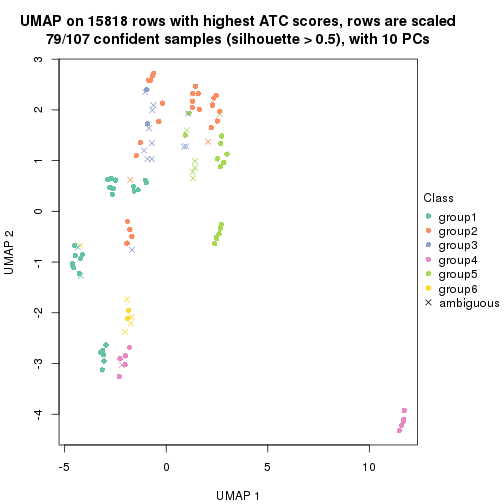 UMAP on 15818 rows with highest ATC scores, rows are scaled
79/107 confident samples (silhouette > 0.5), with 10 PCs
3
2
1
0
-1
-2
-3
-4
UMAP 2
-5
0
5
10
UMAP 1
Class
group1
group2
group3
group4
group5
group6
ambiguous